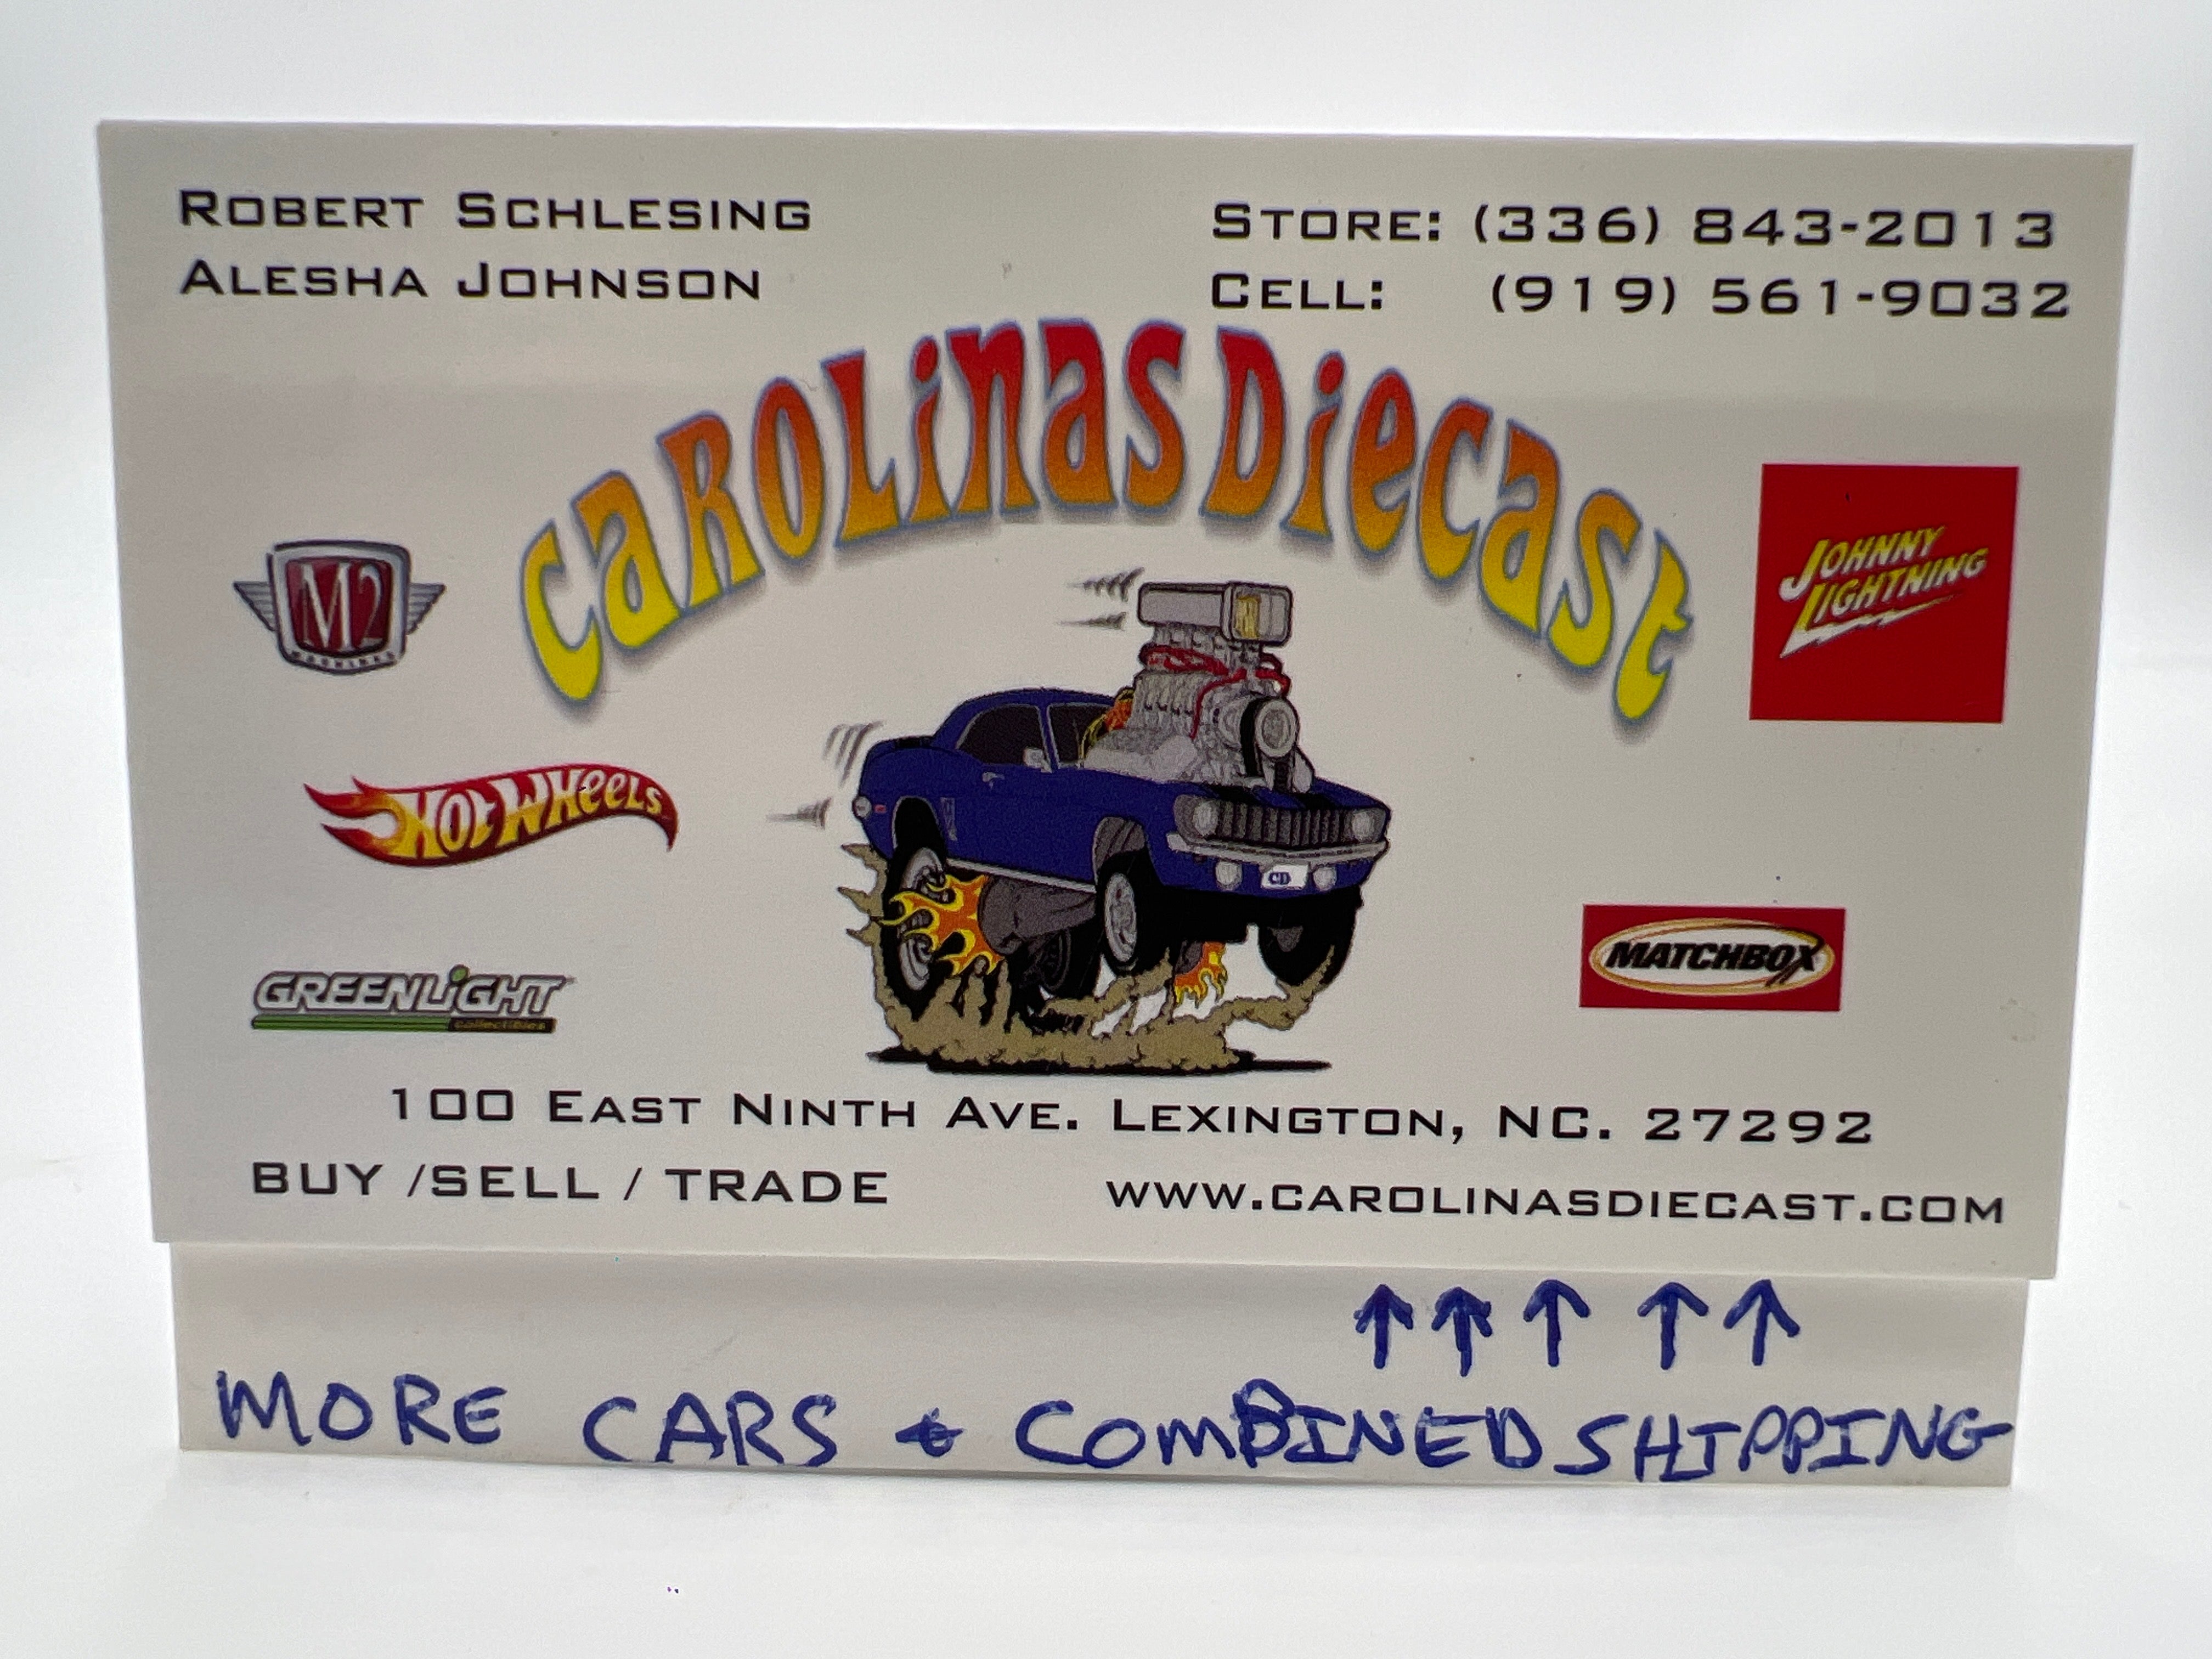 ROBERT SCHLESING
ALESHA JOHNSON
STORE: (336) 843-2013
CELL: (919) 561-9032
CAROLinas Diecast
M2
MACHINES
JOHNNY
LIGHTNING
HOT WHeeLS
CD
MATCHBOX
GREENLiGHT
collectibles
100 EAST NINTH AVE. LEXINGTON, NC. 27292
BUY /SELL / TRADE
WWW.CAROLINASDIECAST.COM
↑↑↑↑↑
MORE CARS & COMBINED SHIPPING